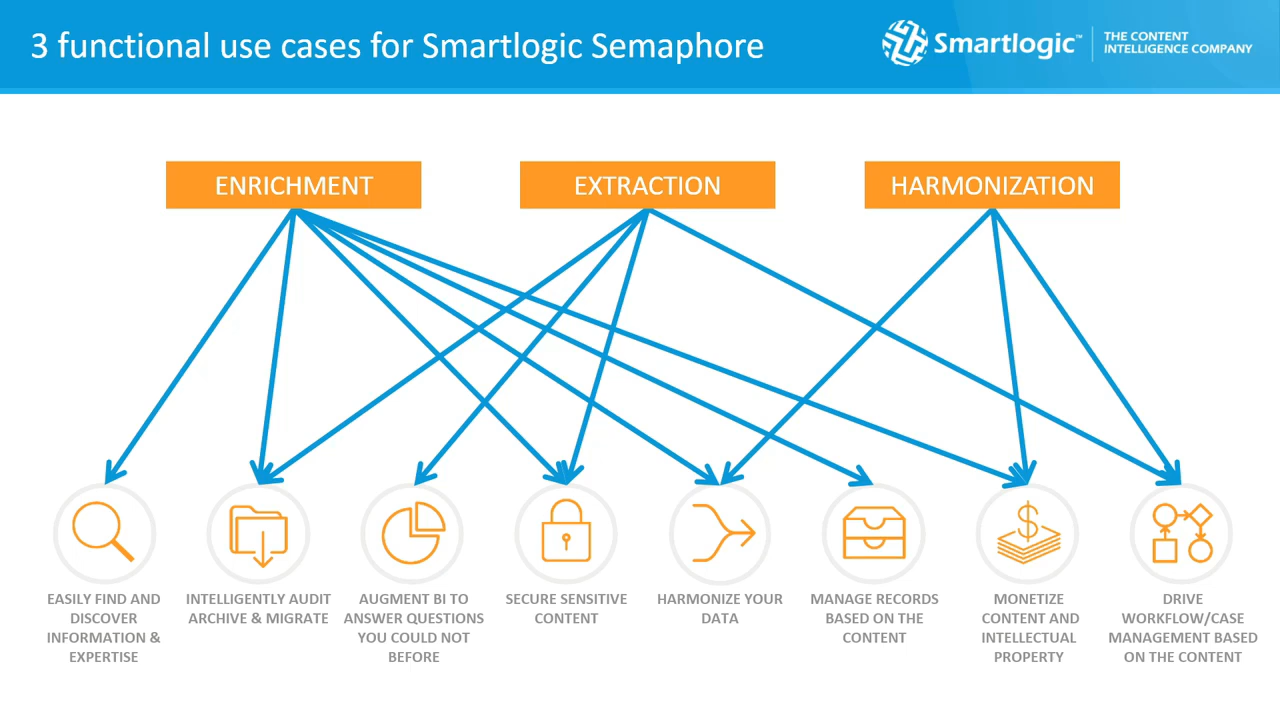 3 functional use cases for Smartlogic Semaphore
Smartlogic™
THE CONTENT
INTELLIGENCE COMPANY
ENRICHMENT
EXTRACTION
HARMONIZATION
EASILY FIND AND
DISCOVER
INFORMATION &
EXPERTISE
INTELLIGENTLY AUDIT
ARCHIVE & MIGRATE
AUGMENT BI TO
ANSWER QUESTIONS
YOU COULD NOT
BEFORE
SECURE SENSITIVE
CONTENT
HARMONIZE YOUR
DATA
MANAGE RECORDS
BASED ON THE
CONTENT
MONETIZE
CONTENT AND
INTELLECTUAL
PROPERTY
DRIVE
WORKFLOW/CASE
MANAGEMENT BASED
ON THE CONTENT